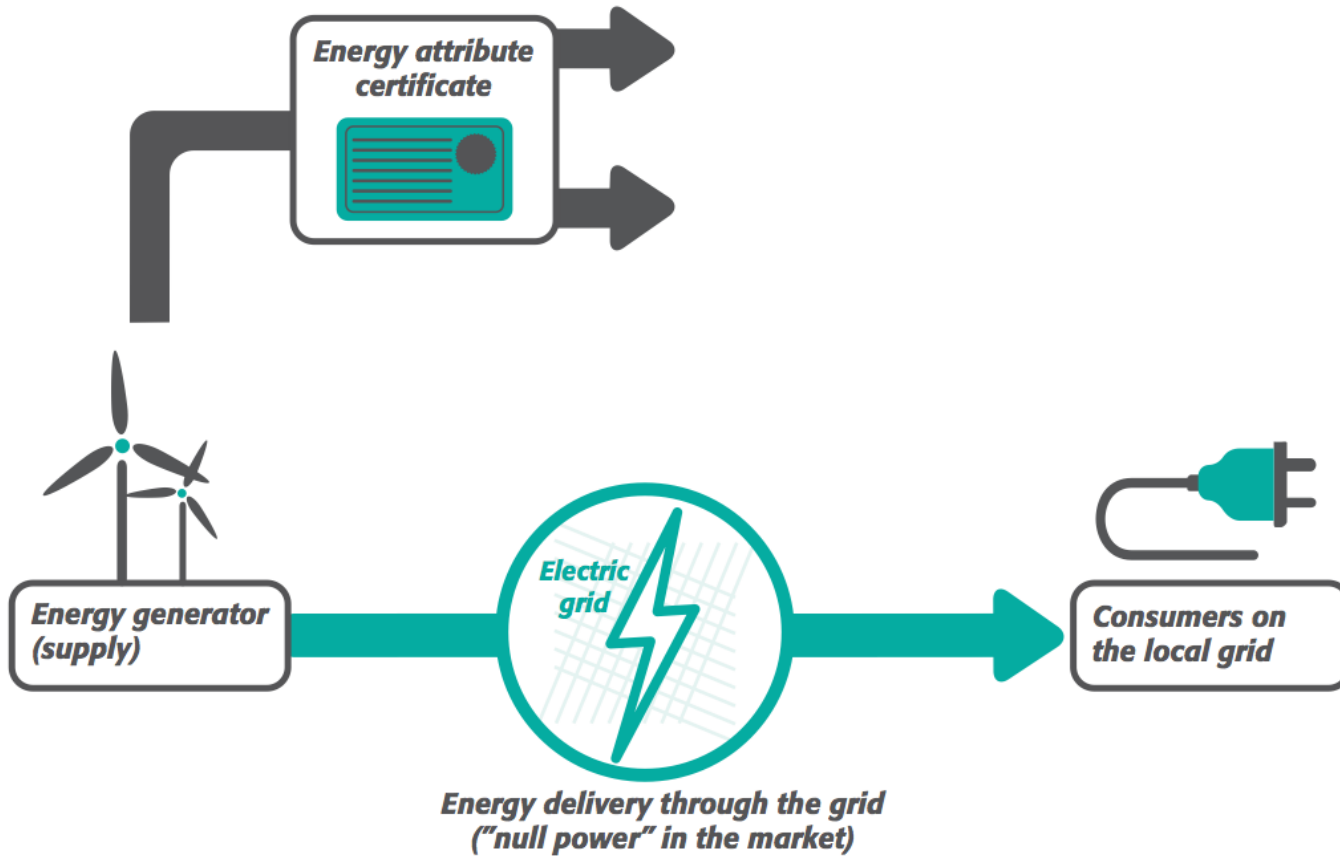 Energy attribute
certificate
Electric
grid
Energy generator
(supply)
Consumers on
the local grid
Energy delivery through the grid
("null power" in the market)